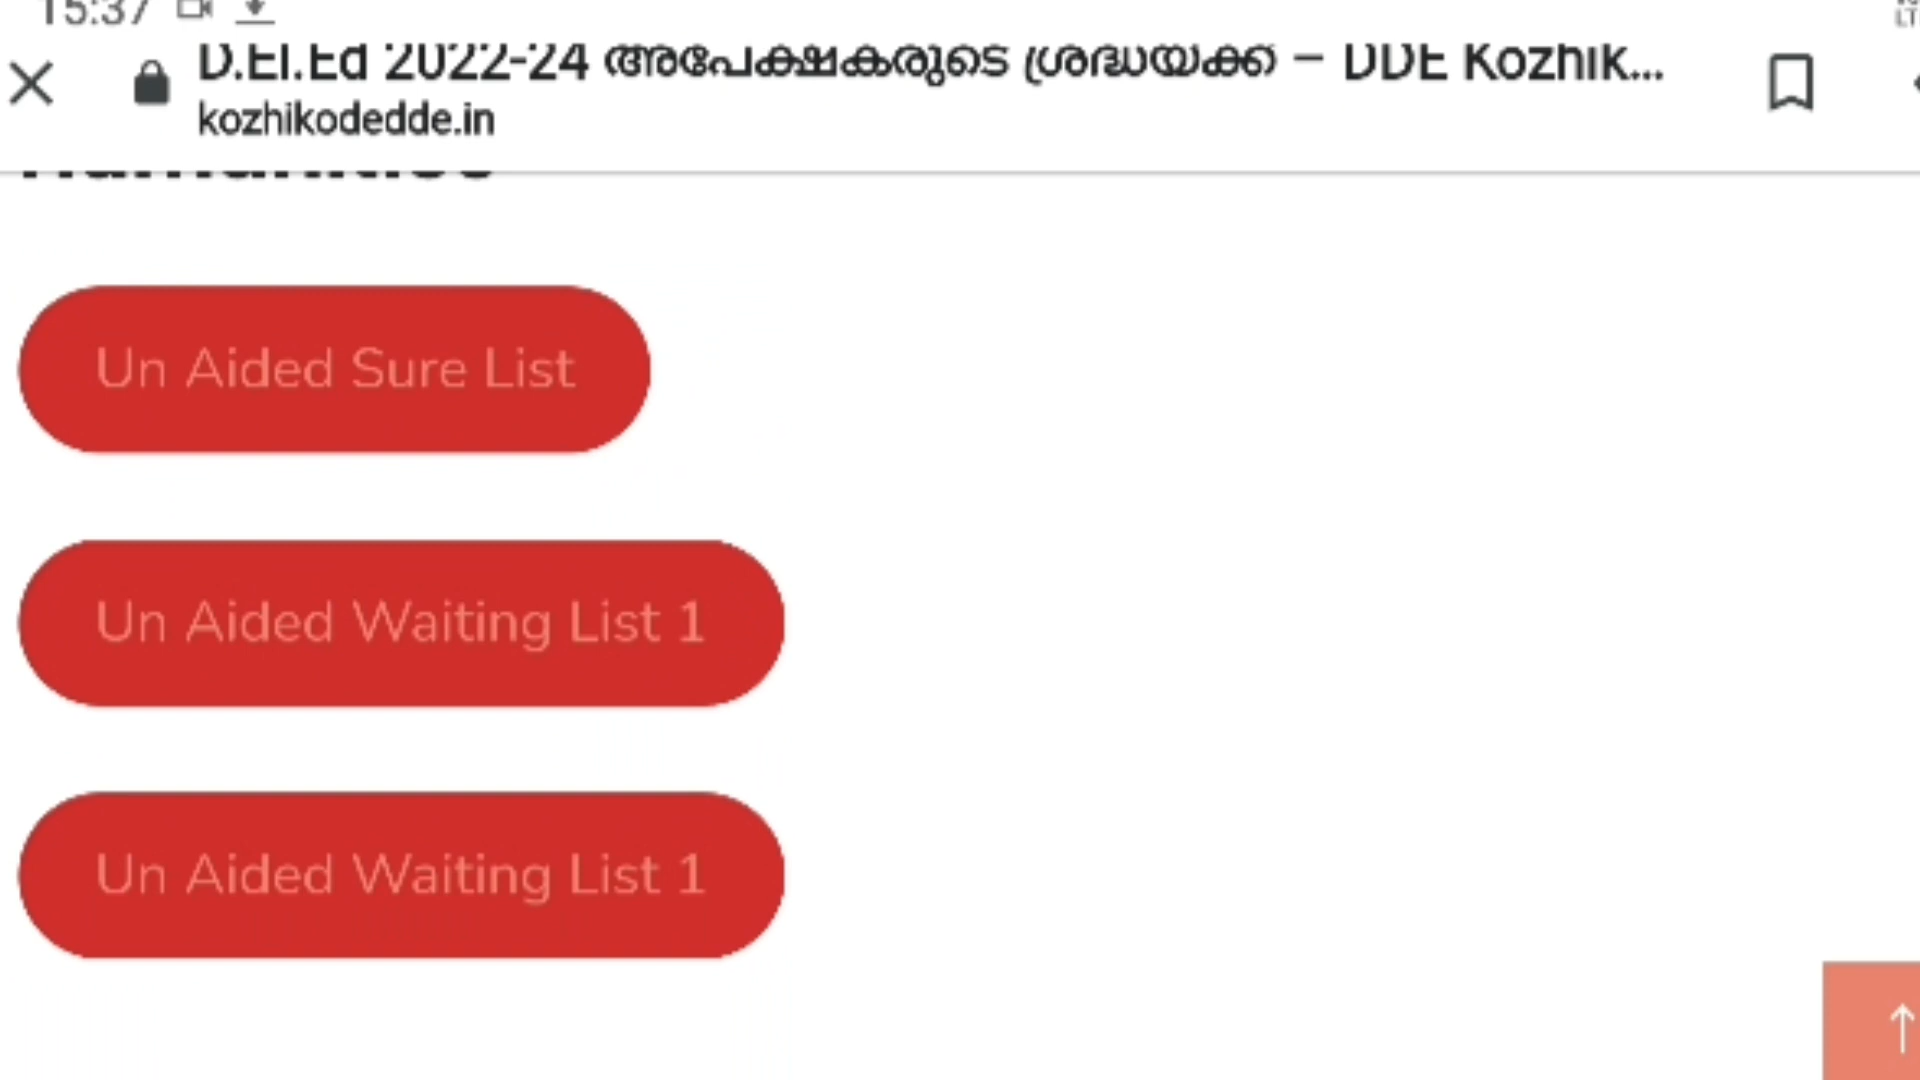 15:37
D.El.Ed 2022-24 അപേക്ഷകരുടെ ശ്രദ്ധയക്ക് – DDE Kozhik...
kozhikodedde.in
Un Aided Sure List
Un Aided Waiting List 1
Un Aided Waiting List 1